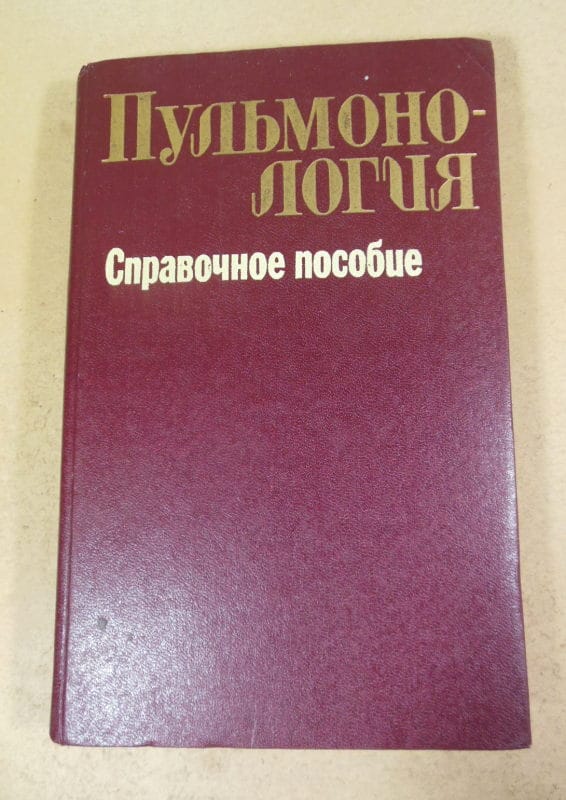 Пульмоно-
логия
Справочное пособие